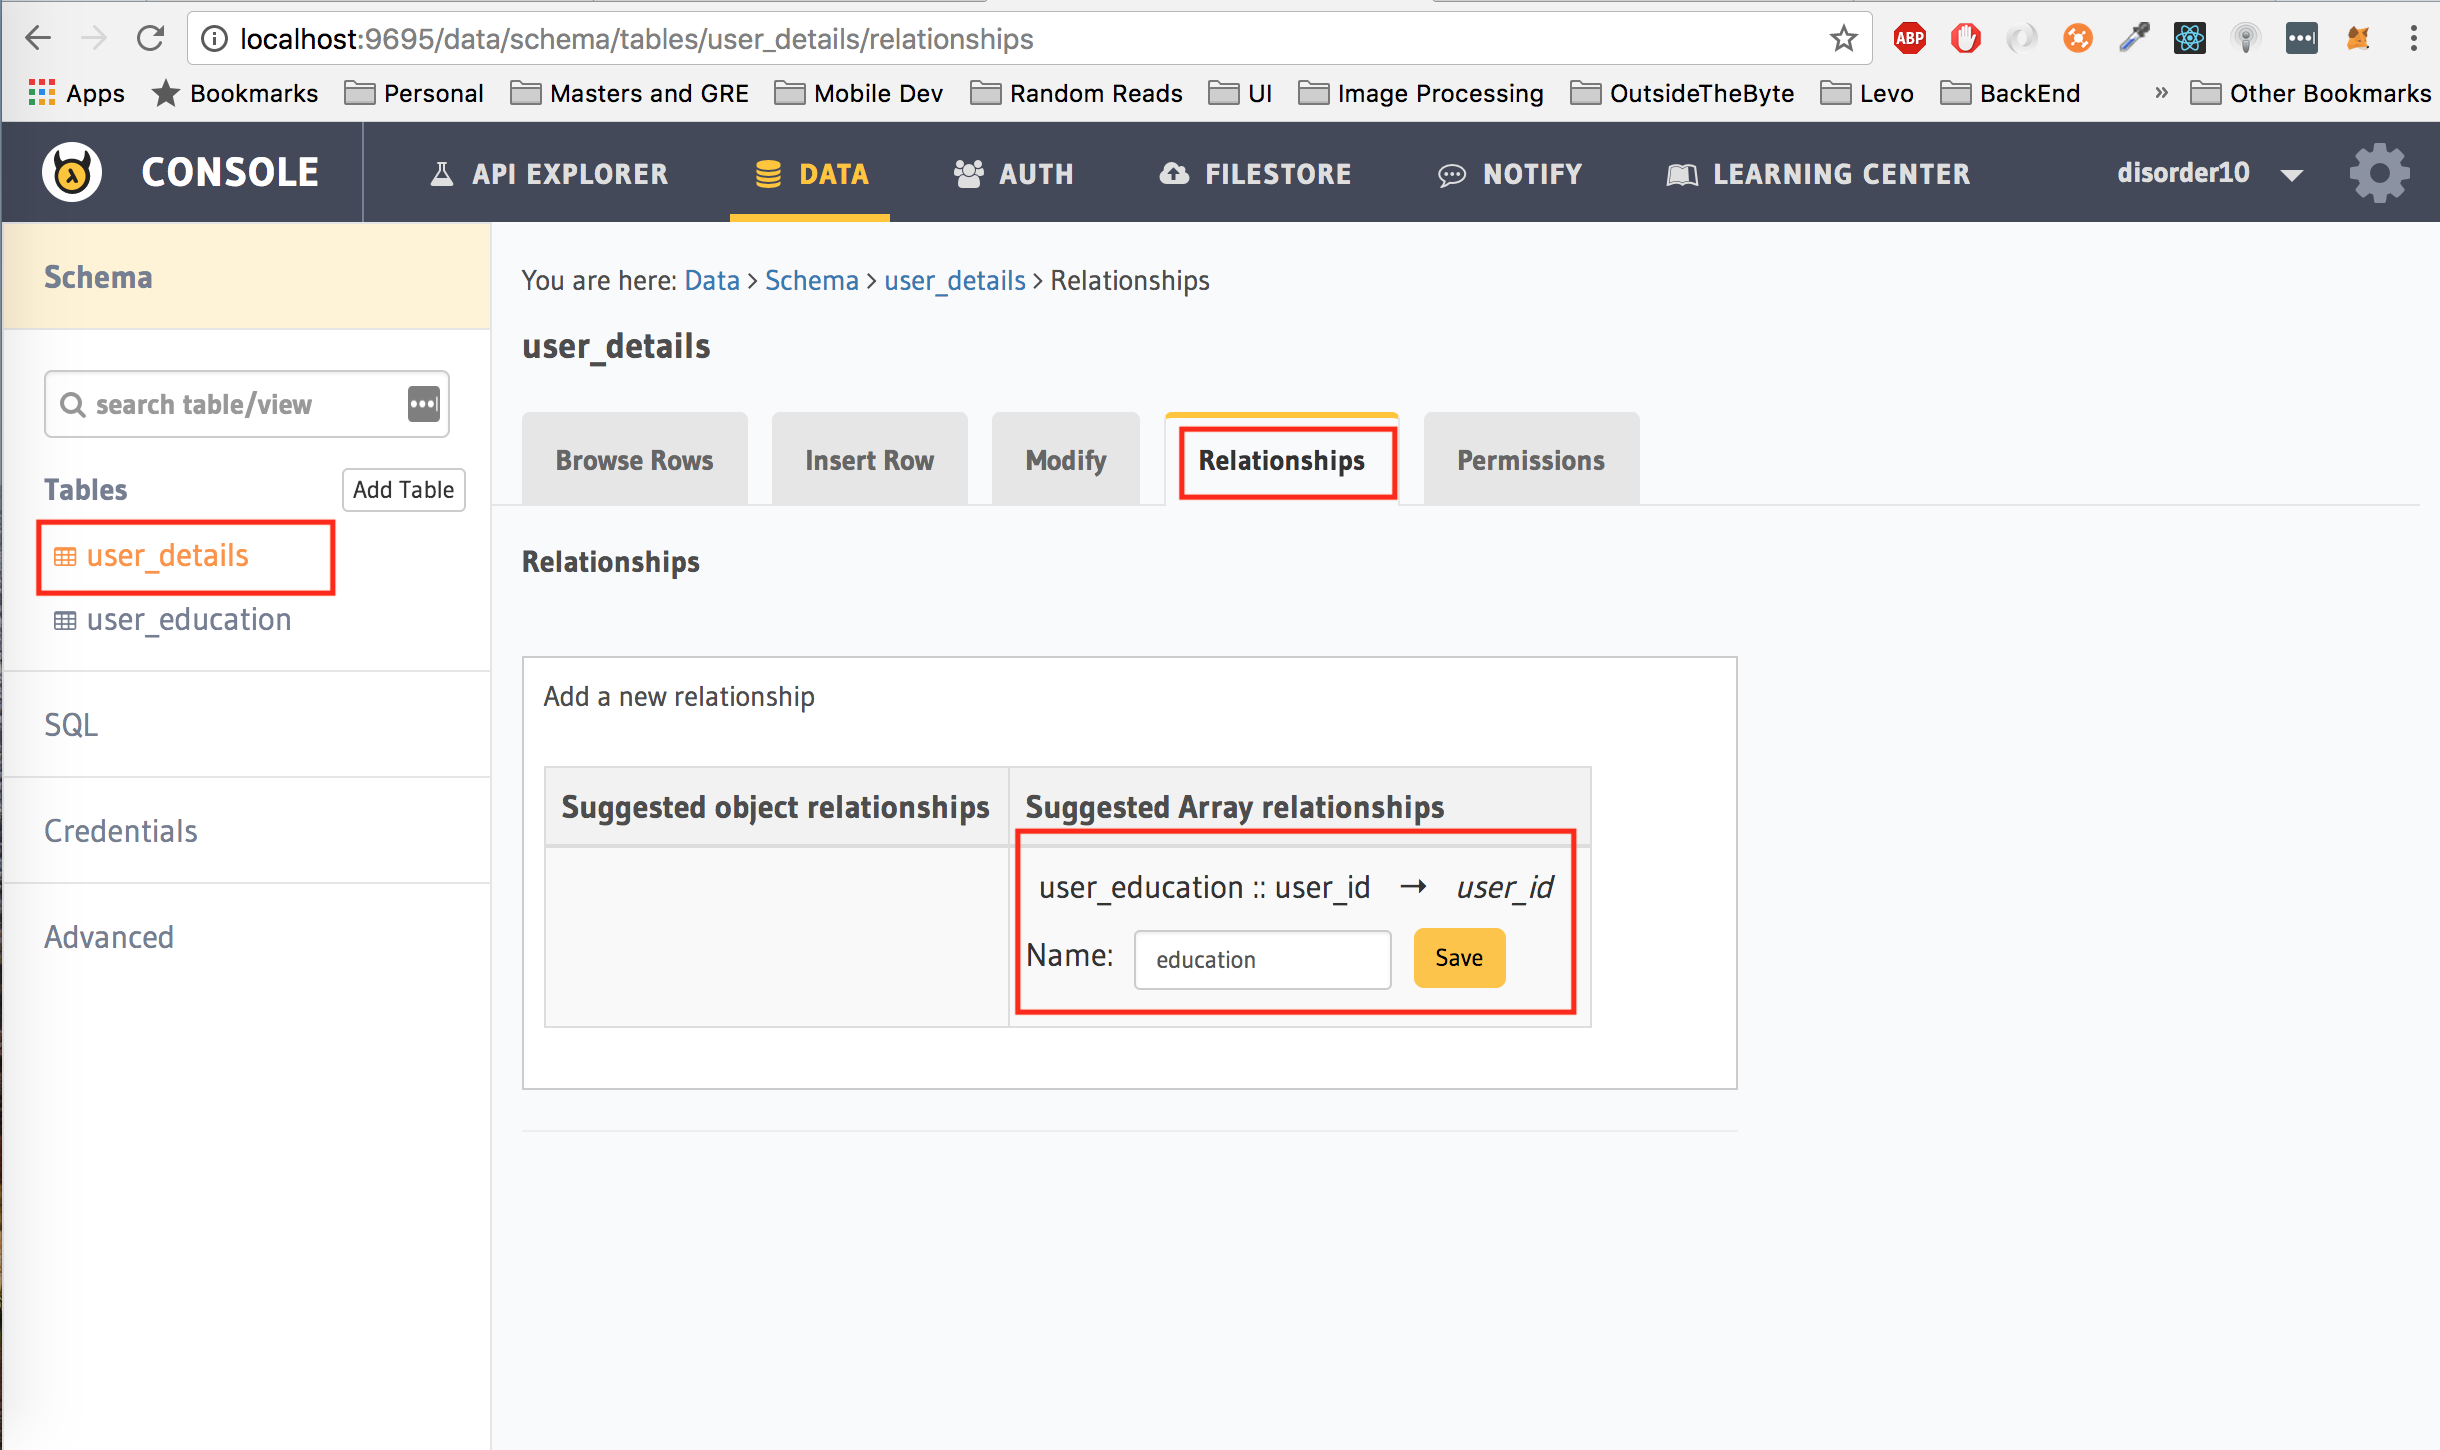 localhost:9695/data/schema/tables/user_details/relationships
ABP
Apps Bookmarks Personal Masters and GRE Mobile Dev Random Reads UI Image Processing OutsideTheByte Levo BackEnd » Other Bookmarks
CONSOLE API EXPLORER DATA AUTH FILESTORE NOTIFY LEARNING CENTER disorder10
Schema
You are here: Data > Schema > user_details > Relationships
user_details
search table/view
Browse Rows Insert Row Modify Relationships Permissions
Tables Add Table
user_details
user_education
SQL
Credentials
Advanced
Relationships
Add a new relationship
Suggested object relationships Suggested Array relationships
user_education :: user_id → user_id
Name: education Save